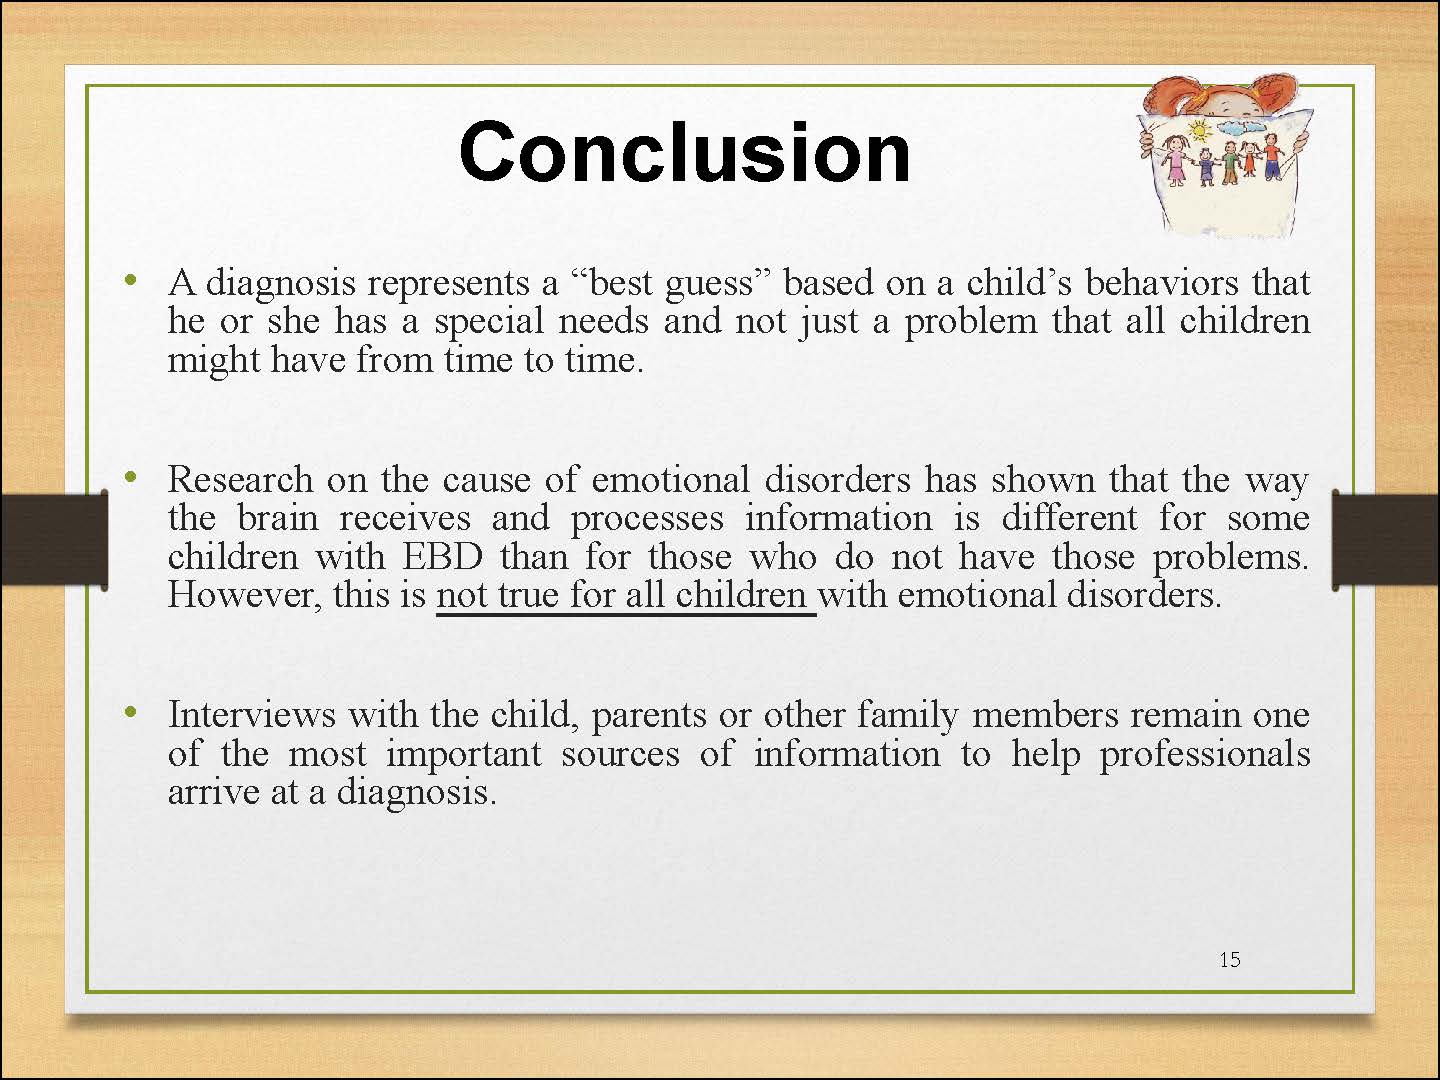 Conclusion
• A diagnosis represents a “best guess” based on a child’s behaviors that
he or she has a special needs and not just a problem that all children
might have from time to time.
• Research on the cause of emotional disorders has shown that the way
the brain receives and processes information is different for some
children with EBD than for those who do not have those problems.
However, this is not true for all children with emotional disorders.
• Interviews with the child, parents or other family members remain one
of the most important sources of information to help professionals
arrive at a diagnosis.
15